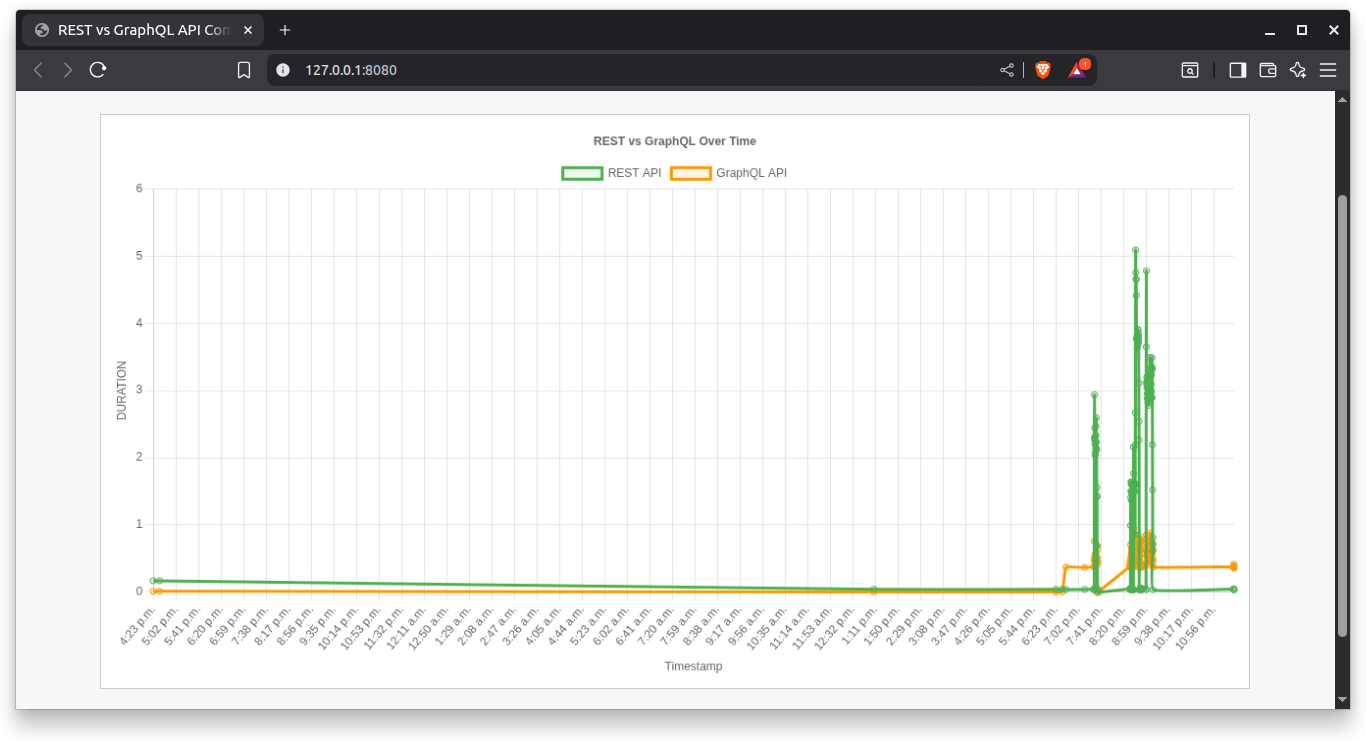 REST vs GraphQL API Con
127.0.0.1:8080
1
REST vs GraphQL Over Time
REST API GraphQL API
6
5
4
3
2
1
0
DURATION
4:23 p.m. 5:02 p.m. 5:41 p.m. 6:20 p.m. 6:59 p.m. 7:38 p.m. 8:17 p.m. 8:56 p.m. 9:35 p.m. 10:14 p.m. 10:53 p.m. 11:32 p.m. 12:11 a.m. 12:50 a.m. 1:29 a.m. 2:08 a.m. 2:47 a.m. 3:26 a.m. 4:05 a.m. 4:44 a.m. 5:23 a.m. 6:02 a.m. 6:41 a.m. 7:20 a.m. 7:59 a.m. 8:38 a.m. 9:17 a.m. 9:56 a.m. 10:35 a.m. 11:14 a.m. 11:53 a.m. 12:32 p.m. 1:11 p.m. 1:50 p.m. 2:29 p.m. 3:08 p.m. 3:47 p.m. 4:26 p.m. 5:05 p.m. 5:44 p.m. 6:23 p.m. 7:02 p.m. 7:41 p.m. 8:20 p.m. 8:59 p.m. 9:38 p.m. 10:17 p.m. 10:56 p.m.
Timestamp